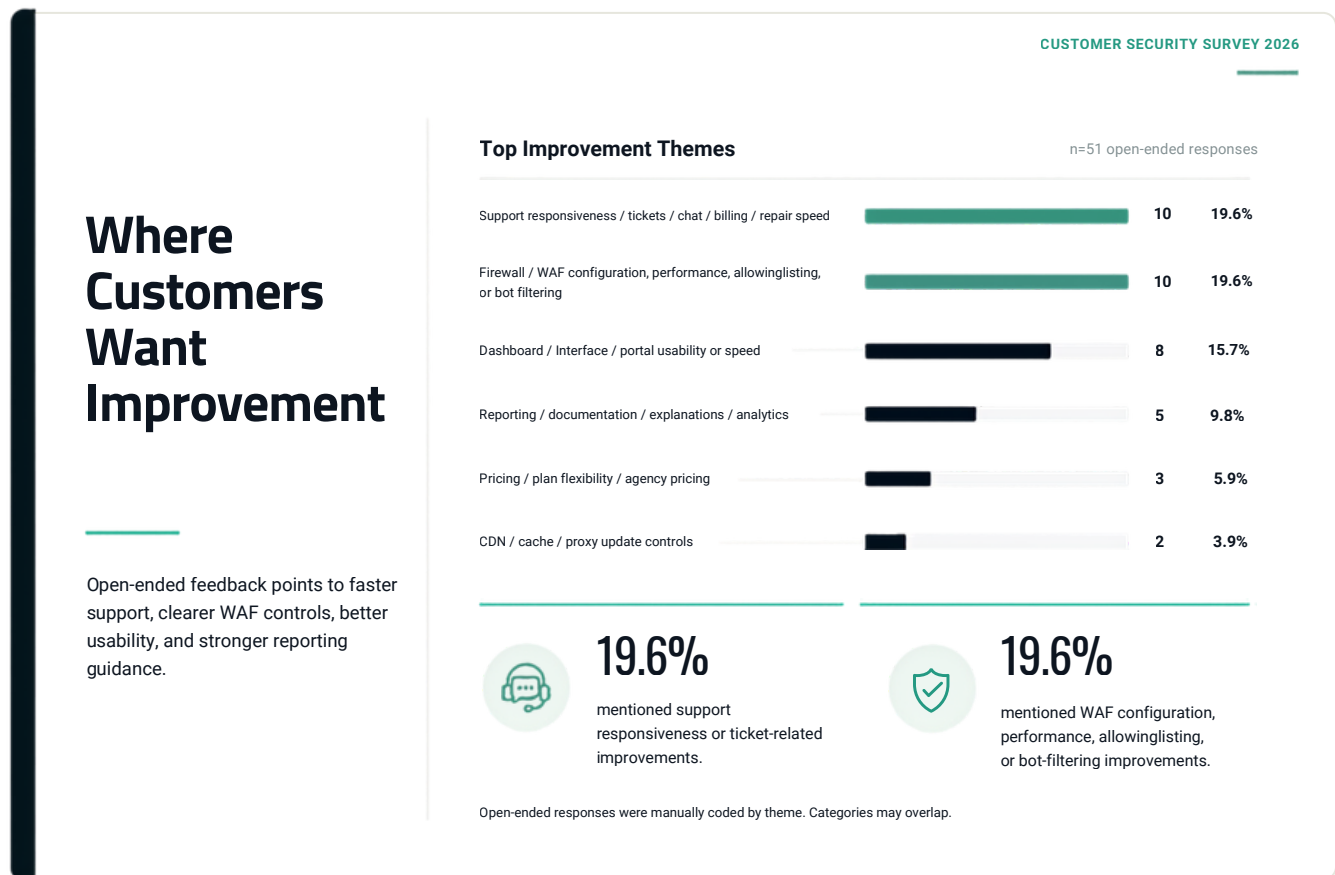 CUSTOMER SECURITY SURVEY 2026
Where
Customers
Want
Improvement
Open-ended feedback points to faster
support, clearer WAF controls, better
usability, and stronger reporting
guidance.
Top Improvement Themes
n=51 open-ended responses
Support responsiveness / tickets / chat / billing / repair speed 10 19.6%
Firewall / WAF configuration, performance, allowinglisting,
or bot filtering 10 19.6%
Dashboard / Interface / portal usability or speed 8 15.7%
Reporting / documentation / explanations / analytics 5 9.8%
Pricing / plan flexibility / agency pricing 3 5.9%
CDN / cache / proxy update controls 2 3.9%
19.6%
mentioned support
responsiveness or ticket-related
improvements.
19.6%
mentioned WAF configuration,
performance, allowinglisting,
or bot-filtering improvements.
Open-ended responses were manually coded by theme. Categories may overlap.